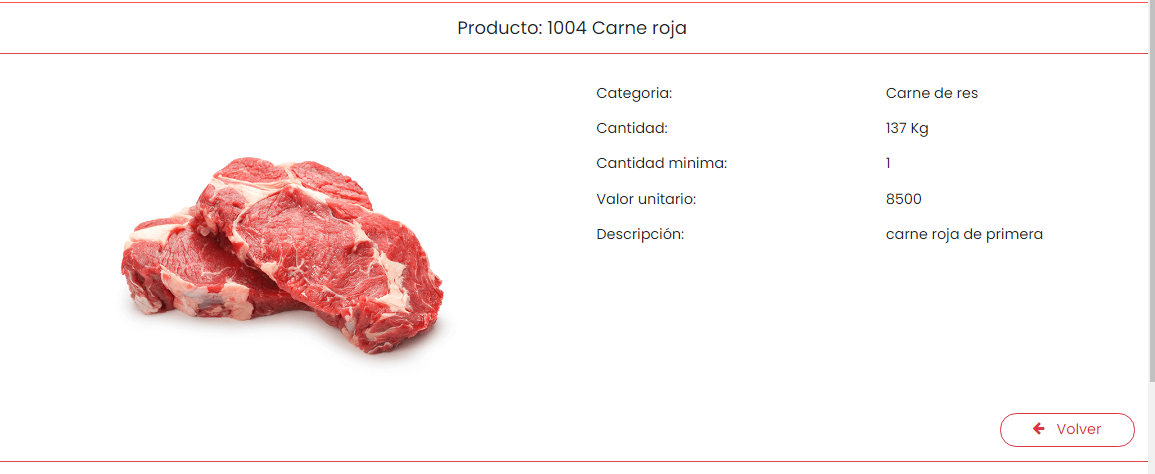 Producto: 1004 Carne roja
Categoria: Carne de res
Cantidad: 137 Kg
Cantidad minima: 1
Valor unitario: 8500
Descripción: carne roja de primera
Volver